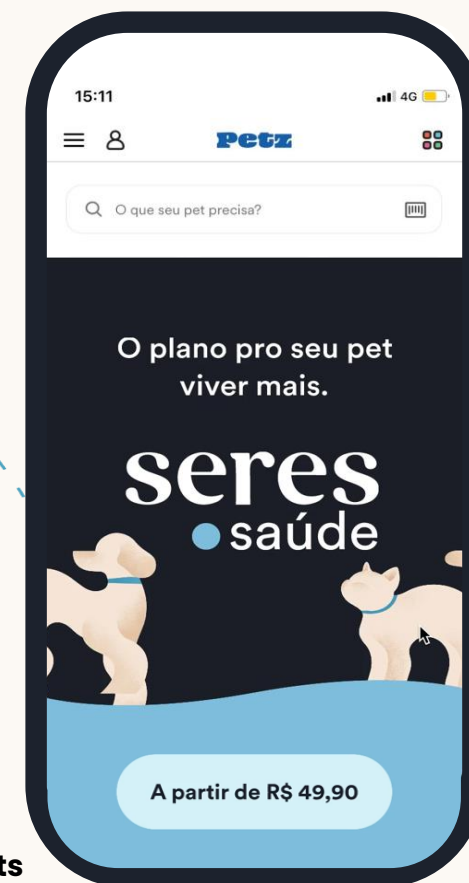 15:11
4G
Petz
O que seu pet precisa?
O plano pro seu pet
viver mais.
seres
saúde
A partir de R$ 49,90
ts